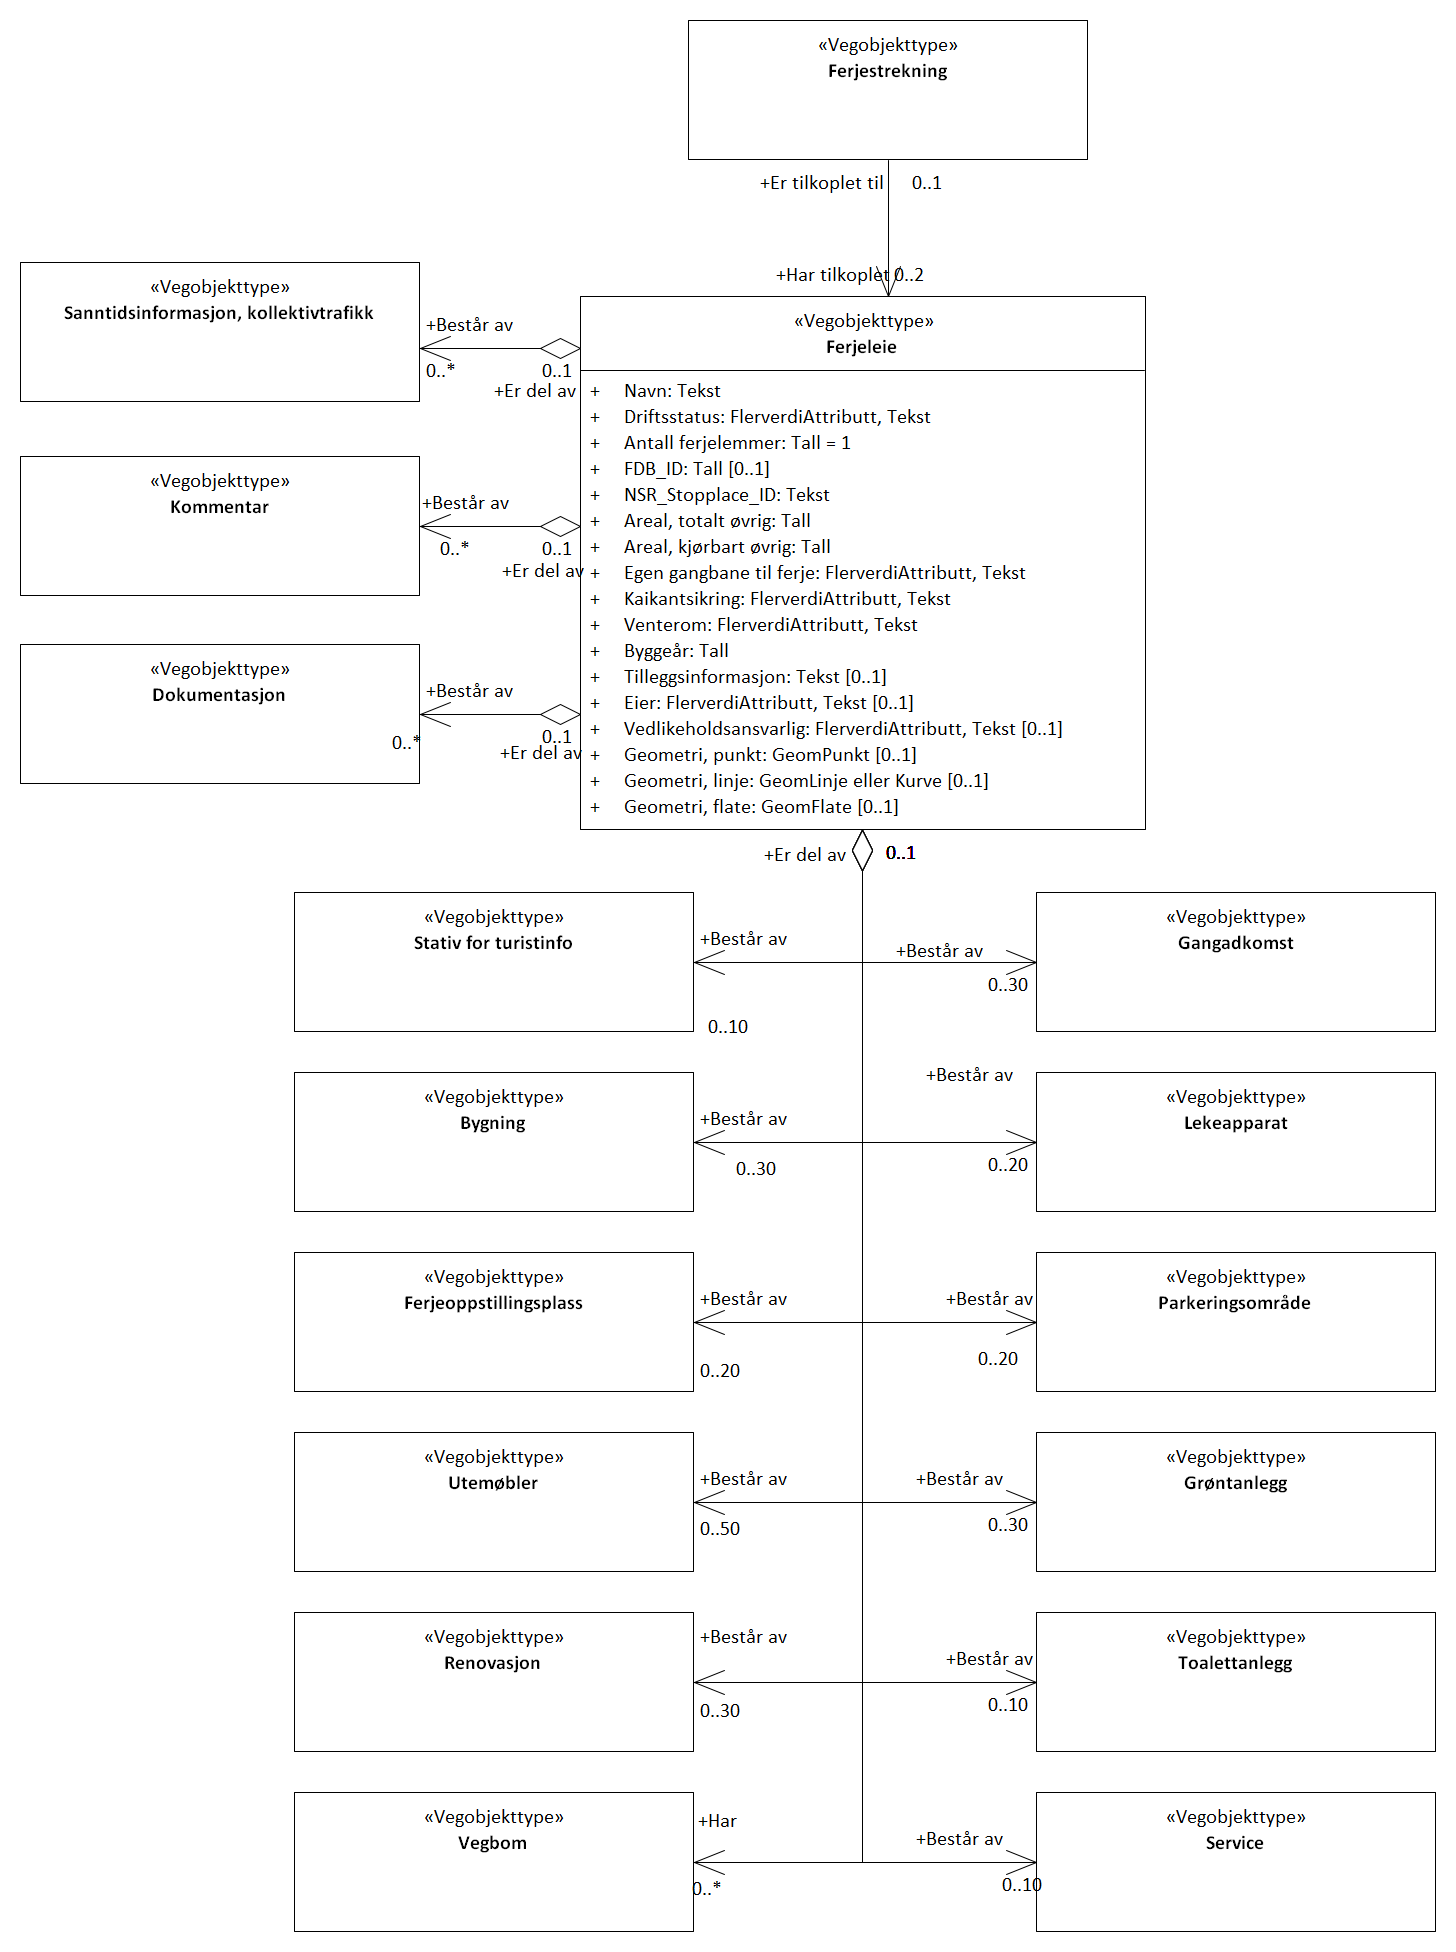 «Vegobjekttype»
Ferjestrekning
+Er tilkoplet til
0..1
+Har tilkoplet
0..2
«Vegobjekttype»
Sanntidsinformasjon, kollektivtrafikk
+Består av
0..*
0..1
+Er del av
«Vegobjekttype»
Kommentar
+Består av
0..*
0..1
+Er del av
«Vegobjekttype»
Dokumentasjon
+Består av
0..*
0..1
+Er del av
«Vegobjekttype»
Ferjeleie
+ Navn: Tekst
+ Driftsstatus: FlerverdiAttributt, Tekst
+ Antall ferjelemmer: Tall = 1
+ FDB_ID: Tall [0..1]
+ NSR_Stopplace_ID: Tekst
+ Areal, totalt øvrig: Tall
+ Areal, kjørbart øvrig: Tall
+ Egen gangbane til ferje: FlerverdiAttributt, Tekst
+ Kaikantsikring: FlerverdiAttributt, Tekst
+ Venterom: FlerverdiAttributt, Tekst
+ Byggeår: Tall
+ Tilleggsinformasjon: Tekst [0..1]
+ Eier: FlerverdiAttributt, Tekst [0..1]
+ Vedlikeholdsansvarlig: FlerverdiAttributt, Tekst [0..1]
+ Geometri, punkt: GeomPunkt [0..1]
+ Geometri, linje: GeomLinje eller Kurve [0..1]
+ Geometri, flate: GeomFlate [0..1]
+Er del av
0..1
«Vegobjekttype»
Stativ for turistinfo
+Består av
0..10
«Vegobjekttype»
Gangadkomst
+Består av
0..30
«Vegobjekttype»
Bygning
+Består av
0..30
«Vegobjekttype»
Lekeapparat
+Består av
0..20
«Vegobjekttype»
Ferjeoppstillingsplass
+Består av
0..20
«Vegobjekttype»
Parkeringsområde
+Består av
0..20
«Vegobjekttype»
Utemøbler
+Består av
0..50
«Vegobjekttype»
Grøntanlegg
+Består av
0..30
«Vegobjekttype»
Renovasjon
+Består av
0..30
«Vegobjekttype»
Toalettanlegg
+Består av
0..10
«Vegobjekttype»
Vegbom
+Har
0..*
«Vegobjekttype»
Service
+Består av
0..10